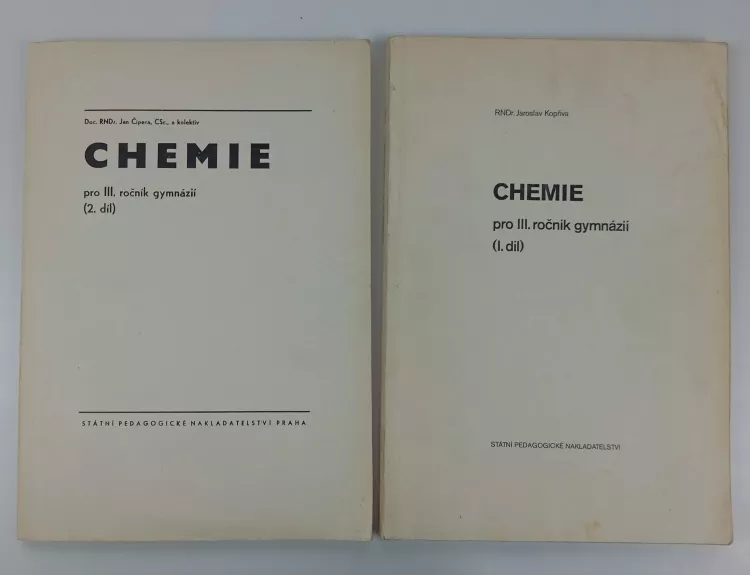 Doc. RNDr. Jan Čipera, CSc., a kolektiv
CHEMIE
pro III. ročník gymnázií
(2. díl)
STÁTNÍ PEDAGOGICKÉ NAKLADATELSTVÍ PRAHA
RNDr. Jaroslav Kopřiva
CHEMIE
pro III. ročník gymnázií
(I. díl)
STÁTNÍ PEDAGOGICKÉ NAKLADATELSTVÍ